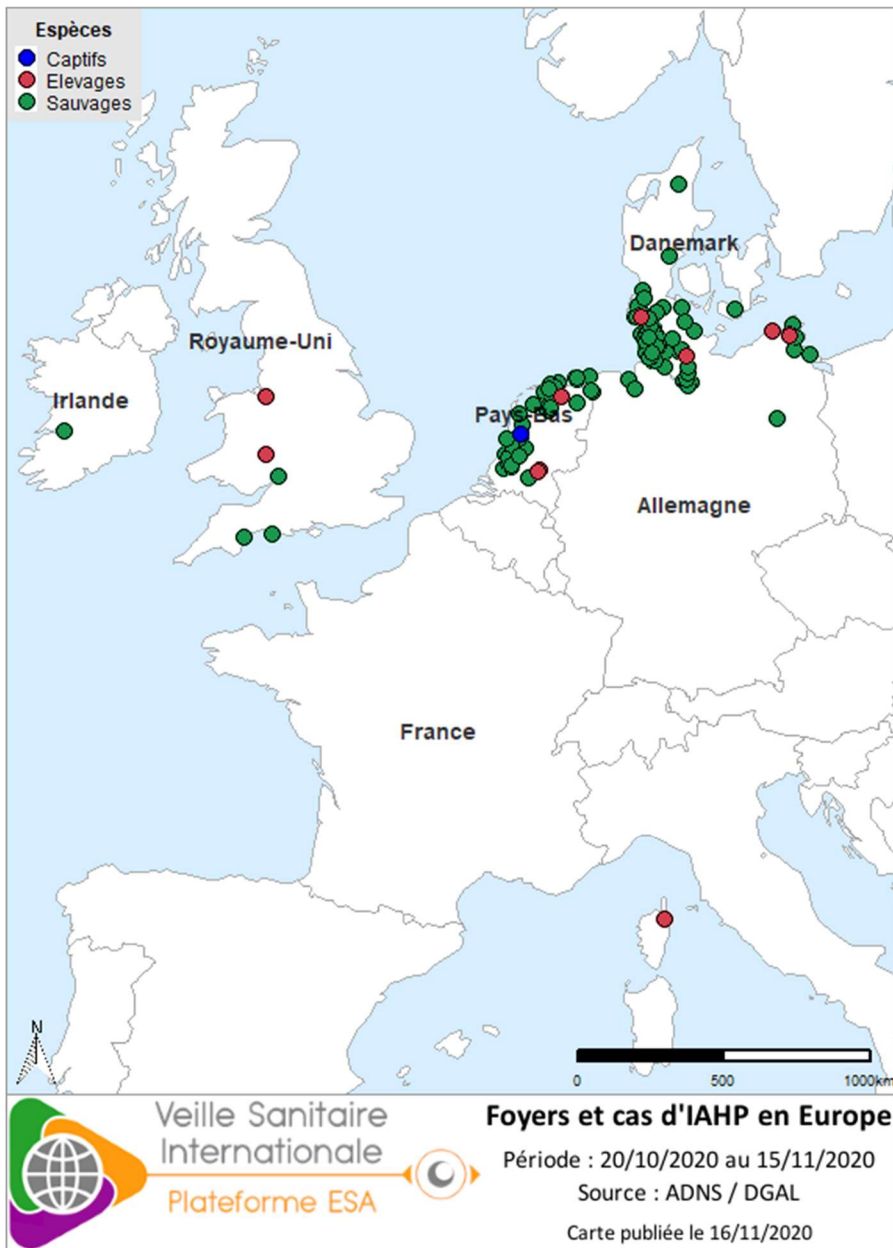 Espèces
Captifs
Elevages
Sauvages
Danemark
Royaume-Uni
Irlande
Pays-Bas
Allemagne
France
N
0 500 1000km
Veille Sanitaire
Internationale
Plateforme ESA
Foyers et cas d'IAHP en Europe
Période : 20/10/2020 au 15/11/2020
Source : ADNS / DGAL
Carte publiée le 16/11/2020